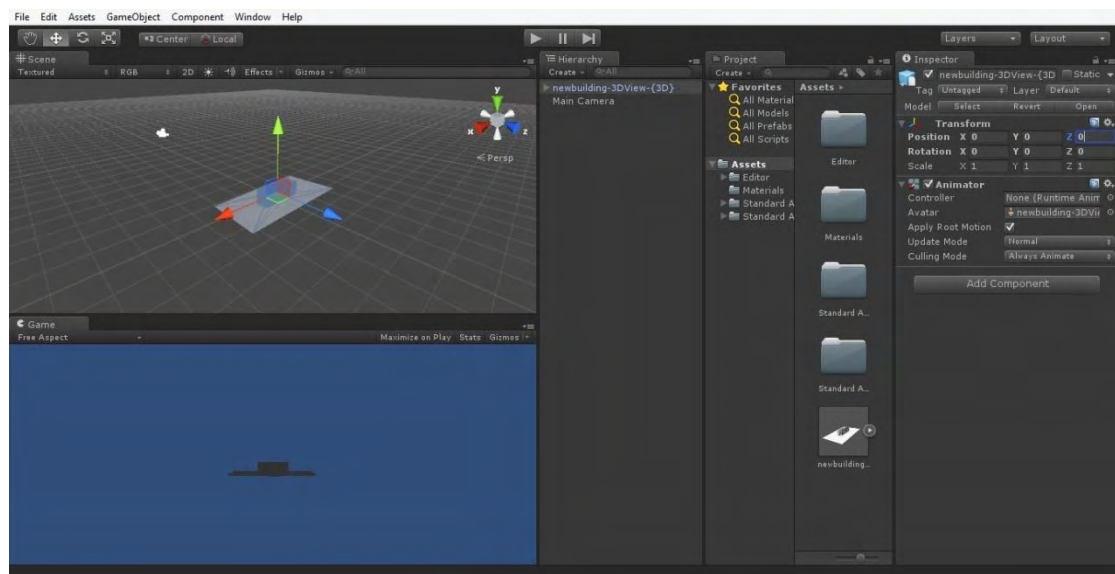 File Edit Assets GameObject Component Window Help
Center Local
Layers Layout
Scene
Textured RGB 2D Effects Gizmos All
y
x z
Persp
Game
Free Aspect Maximize on Play Stats Gizmos
Hierarchy
Create All
newbuilding-3DView-{3D}
Main Camera
Project
Create
Favorites
All Material
All Models
All Prefabs
All Scripts
Assets
Editor
Materials
Standard A
Standard A
Assets
Editor
Materials
Standard A...
Standard A...
newbuilding...
Inspector
newbuilding-3DView-{3D Static
Tag Untagged Layer Default
Model Select Revert Open
Transform
Position X 0 Y 0 Z 0
Rotation X 0 Y 0 Z 0
Scale X 1 Y 1 Z 1
Animator
Controller None (Runtime Anim
Avatar newbuilding-3DVi
Apply Root Motion
Update Mode Normal
Culling Mode Always Animate
Add Component